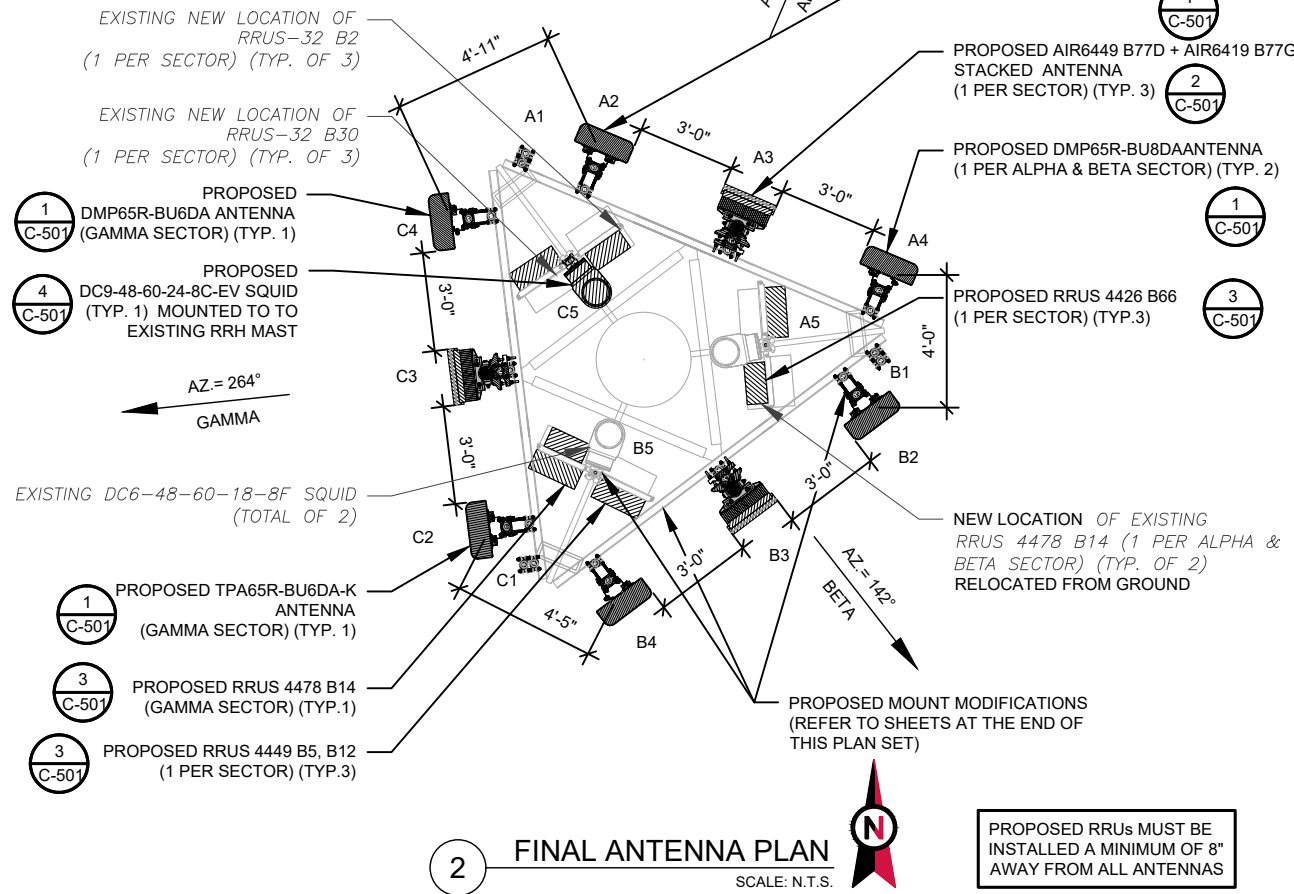 EXISTING NEW LOCATION OF
RRUS-32 B2
(1 PER SECTOR) (TYP. OF 3)
EXISTING NEW LOCATION OF
RRUS-32 B30
(1 PER SECTOR) (TYP. OF 3)
1
C-501
PROPOSED
DMP65R-BU6DA ANTENNA
(GAMMA SECTOR) (TYP. 1)
4
C-501
PROPOSED
DC9-48-60-24-8C-EV SQUID
(TYP. 1) MOUNTED TO TO
EXISTING RRH MAST
AZ.= 264°
GAMMA
EXISTING DC6-48-60-18-8F SQUID
(TOTAL OF 2)
1
C-501
PROPOSED TPA65R-BU6DA-K
ANTENNA
(GAMMA SECTOR) (TYP. 1)
3
C-501
PROPOSED RRUS 4478 B14
(GAMMA SECTOR) (TYP.1)
3
C-501
PROPOSED RRUS 4449 B5, B12
(1 PER SECTOR) (TYP.3)
4'-11"
A1
A2
3'-0"
A3
3'-0"
A4
C4
3'-0"
C5
A5
4'-0"
C3
B1
3'-0"
B5
B2
3'-0"
C2
B3
3'-0"
C1
4'-5"
B4
AZ.= 142°
BETA
C-501
PROPOSED AIR6449 B77D + AIR6419 B77G
STACKED ANTENNA
(1 PER SECTOR) (TYP. 3)
2
C-501
PROPOSED DMP65R-BU8DAANTENNA
(1 PER ALPHA & BETA SECTOR) (TYP. 2)
1
C-501
PROPOSED RRUS 4426 B66
(1 PER SECTOR) (TYP.3)
3
C-501
NEW LOCATION OF EXISTING
RRUS 4478 B14 (1 PER ALPHA &
BETA SECTOR) (TYP. OF 2)
RELOCATED FROM GROUND
PROPOSED MOUNT MODIFICATIONS
(REFER TO SHEETS AT THE END OF
THIS PLAN SET)
2
FINAL ANTENNA PLAN
SCALE: N.T.S.
N
PROPOSED RRUs MUST BE
INSTALLED A MINIMUM OF 8"
AWAY FROM ALL ANTENNAS